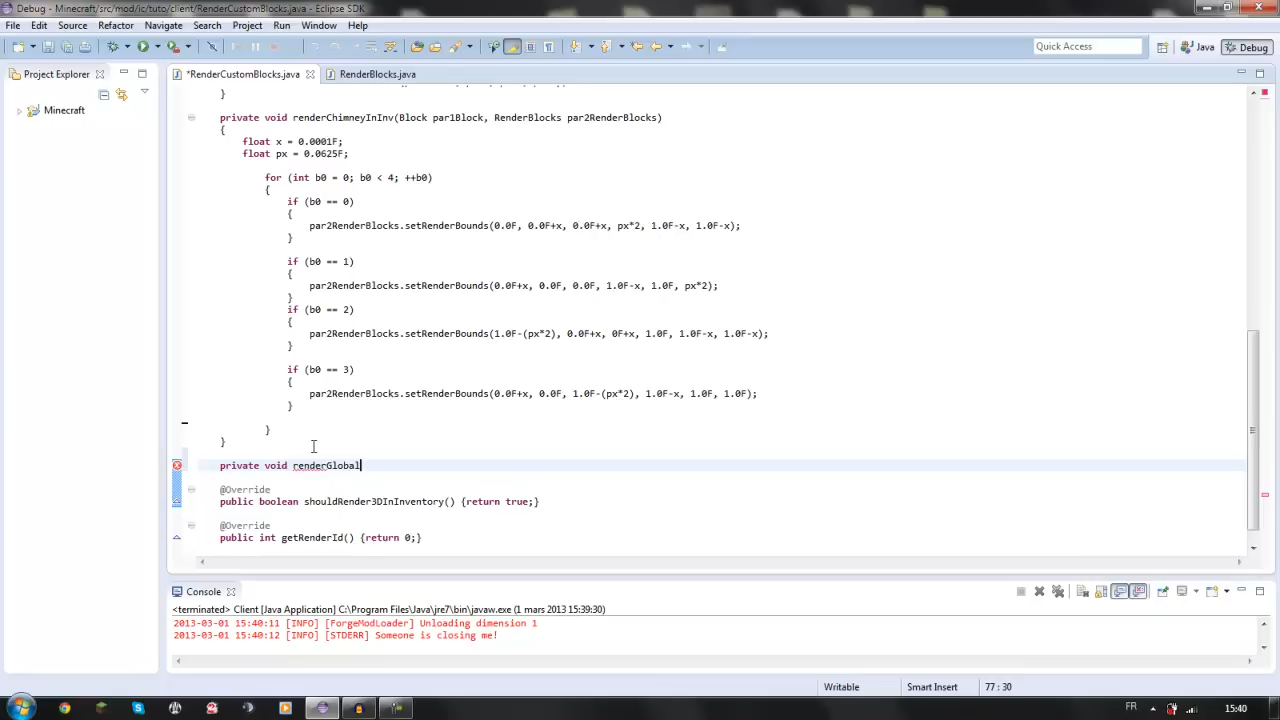 Debug - Minecraft/src/mod/ic/tuto/client/RenderCustomBlocks.java - Eclipse SDK
File Edit Source Refactor Navigate Search Project Run Window Help
Quick Access Java Debug
Project Explorer
*RenderCustomBlocks.java RenderBlocks.java
Minecraft
}
private void renderChimneyInInv(Block par1Block, RenderBlocks par2RenderBlocks)
{
float x = 0.0001F;
float px = 0.0625F;
for (int b0 = 0; b0 < 4; ++b0)
{
if (b0 == 0)
{
par2RenderBlocks.setRenderBounds(0.0F, 0.0F+x, 0.0F+x, px*2, 1.0F-x, 1.0F-x);
}
if (b0 == 1)
{
par2RenderBlocks.setRenderBounds(0.0F+x, 0.0F, 0.0F, 1.0F-x, 1.0F, px*2);
}
if (b0 == 2)
{
par2RenderBlocks.setRenderBounds(1.0F-(px*2), 0.0F+x, 0F+x, 1.0F, 1.0F-x, 1.0F-x);
}
if (b0 == 3)
{
par2RenderBlocks.setRenderBounds(0.0F+x, 0.0F, 1.0F-(px*2), 1.0F-x, 1.0F, 1.0F);
}
}
}
private void renderGlobal
@Override
public boolean shouldRender3DInInventory() {return true;}
@Override
public int getRenderId() {return 0;}
Console
<terminated> Client [Java Application] C:\Program Files\Java\jre7\bin\javaw.exe (1 mars 2013 15:39:30)
2013-03-01 15:40:11 [INFO] [ForgeModLoader] Unloading dimension 1
2013-03-01 15:40:12 [INFO] [STDERR] Someone is closing me!
Writable Smart Insert 77 : 30
FR 15:40